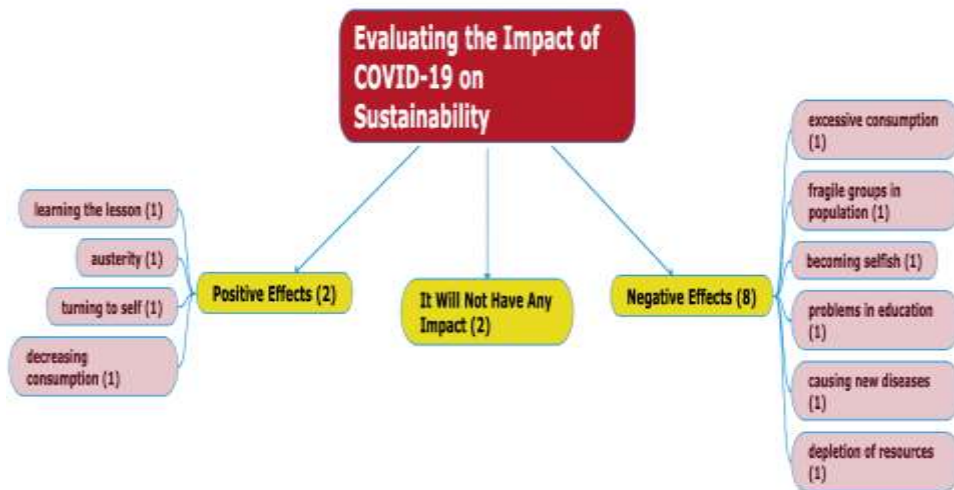 Evaluating the Impact of
COVID-19 on
Sustainability
learning the lesson (1)
austerity (1)
turning to self (1)
decreasing
consumption (1)
Positive Effects (2)
It Will Not Have Any
Impact (2)
Negative Effects (8)
excessive consumption
(1)
fragile groups in
population (1)
becoming selfish (1)
problems in education
(1)
causing new diseases
(1)
depletion of resources
(1)